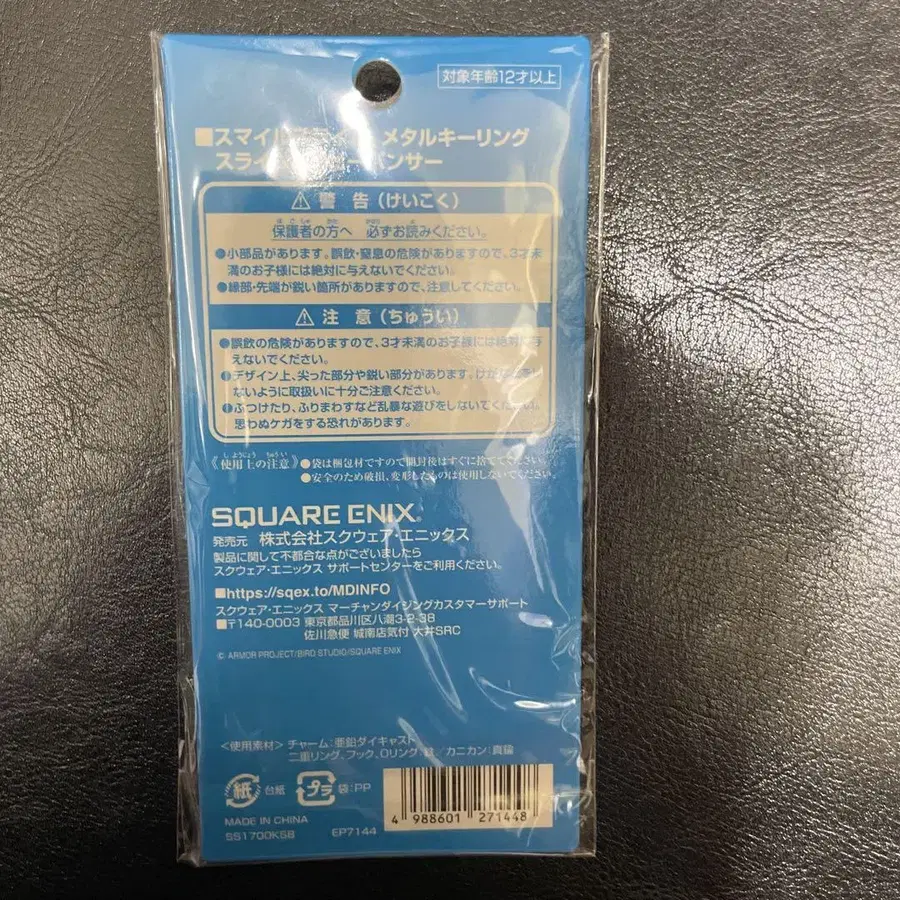 対象年齢12才以上
■スマイルスライム メタルキーリング
スライ ンサー
⚠ 警 告 (けいこく)
保護者の方へ 必ずお読みください。
●小部品があります。誤飲・窒息の危険がありますので、3才未
満のお子様には絶対に与えないでください。
●縁部・先端が鋭い箇所がありますので、注意してください。
⚠ 注 意 (ちゅうい)
●誤飲の危険がありますので、3才未満のお子様には絶対に与
えないでください。
デザイン上、尖った部分や鋭い部分があります。けが
ないように取扱いに十分ご注意ください。
ぶつけたり、ふりまわすなど乱暴な遊びをしないでください。
思わぬケガをする恐れがあります。
《使用上の注意》●袋は梱包材ですので開封後はすぐに捨ててください。
●安全のため破損、変形したものは使用しないでください。
SQUARE ENIX
発売元 株式会社スクウェア・エニックス
製品に関して不都合な点がございましたら
スクウェア・エニックス サポートセンターをご利用ください。
■https://sqex.to/MDINFO
スクウェア・エニックス マーチャンダイジングカスタマーサポート
■〒140-0003 東京都品川区八潮3-2-38
佐川急便 城南店気付 大井SRC
© ARMOR PROJECT/BIRD STUDIO/SQUARE ENIX
<使用素材> チャーム:亜鉛ダイキャスト
二重リング、フック、Oリング:鉄/カニカン:真鍮
紙 台紙 プラ 袋:PP
MADE IN CHINA
SS1700KSB EP7144
4 988601 271448